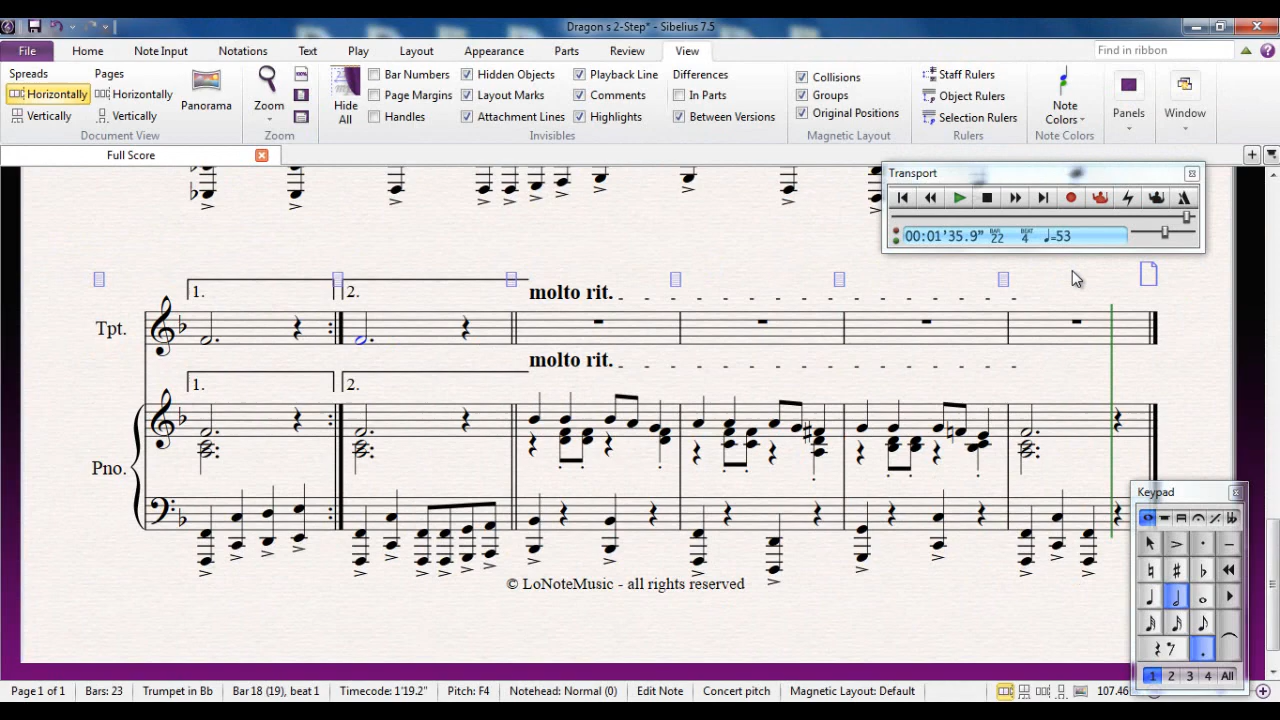 Dragon s 2-Step* - Sibelius 7.5
File Home Note Input Notations Text Play Layout Appearance Parts Review View Find in ribbon
Spreads Pages
Horizontally Horizontally
Vertically Vertically
Panorama
Document View
Zoom
Zoom
Hide All
Bar Numbers Hidden Objects Playback Line
Page Margins Layout Marks Comments
Handles Attachment Lines Highlights
Invisibles
Differences
In Parts
Between Versions
Collisions
Groups
Original Positions
Magnetic Layout
Staff Rulers
Object Rulers
Selection Rulers
Rulers
Note Colors
Note Colors
Panels
Window
Full Score
Transport
00:01'35.9" BAR 22 BEAT 4 ♩=53
1. 2. molto rit.
Tpt.
molto rit.
1. 2.
Pno.
© LoNoteMusic - all rights reserved
Keypad
1 2 3 4 All
Page 1 of 1 Bars: 23 Trumpet in Bb Bar 18 (19), beat 1 Timecode: 1'19.2" Pitch: F4 Notehead: Normal (0) Edit Note Concert pitch Magnetic Layout: Default 107.46